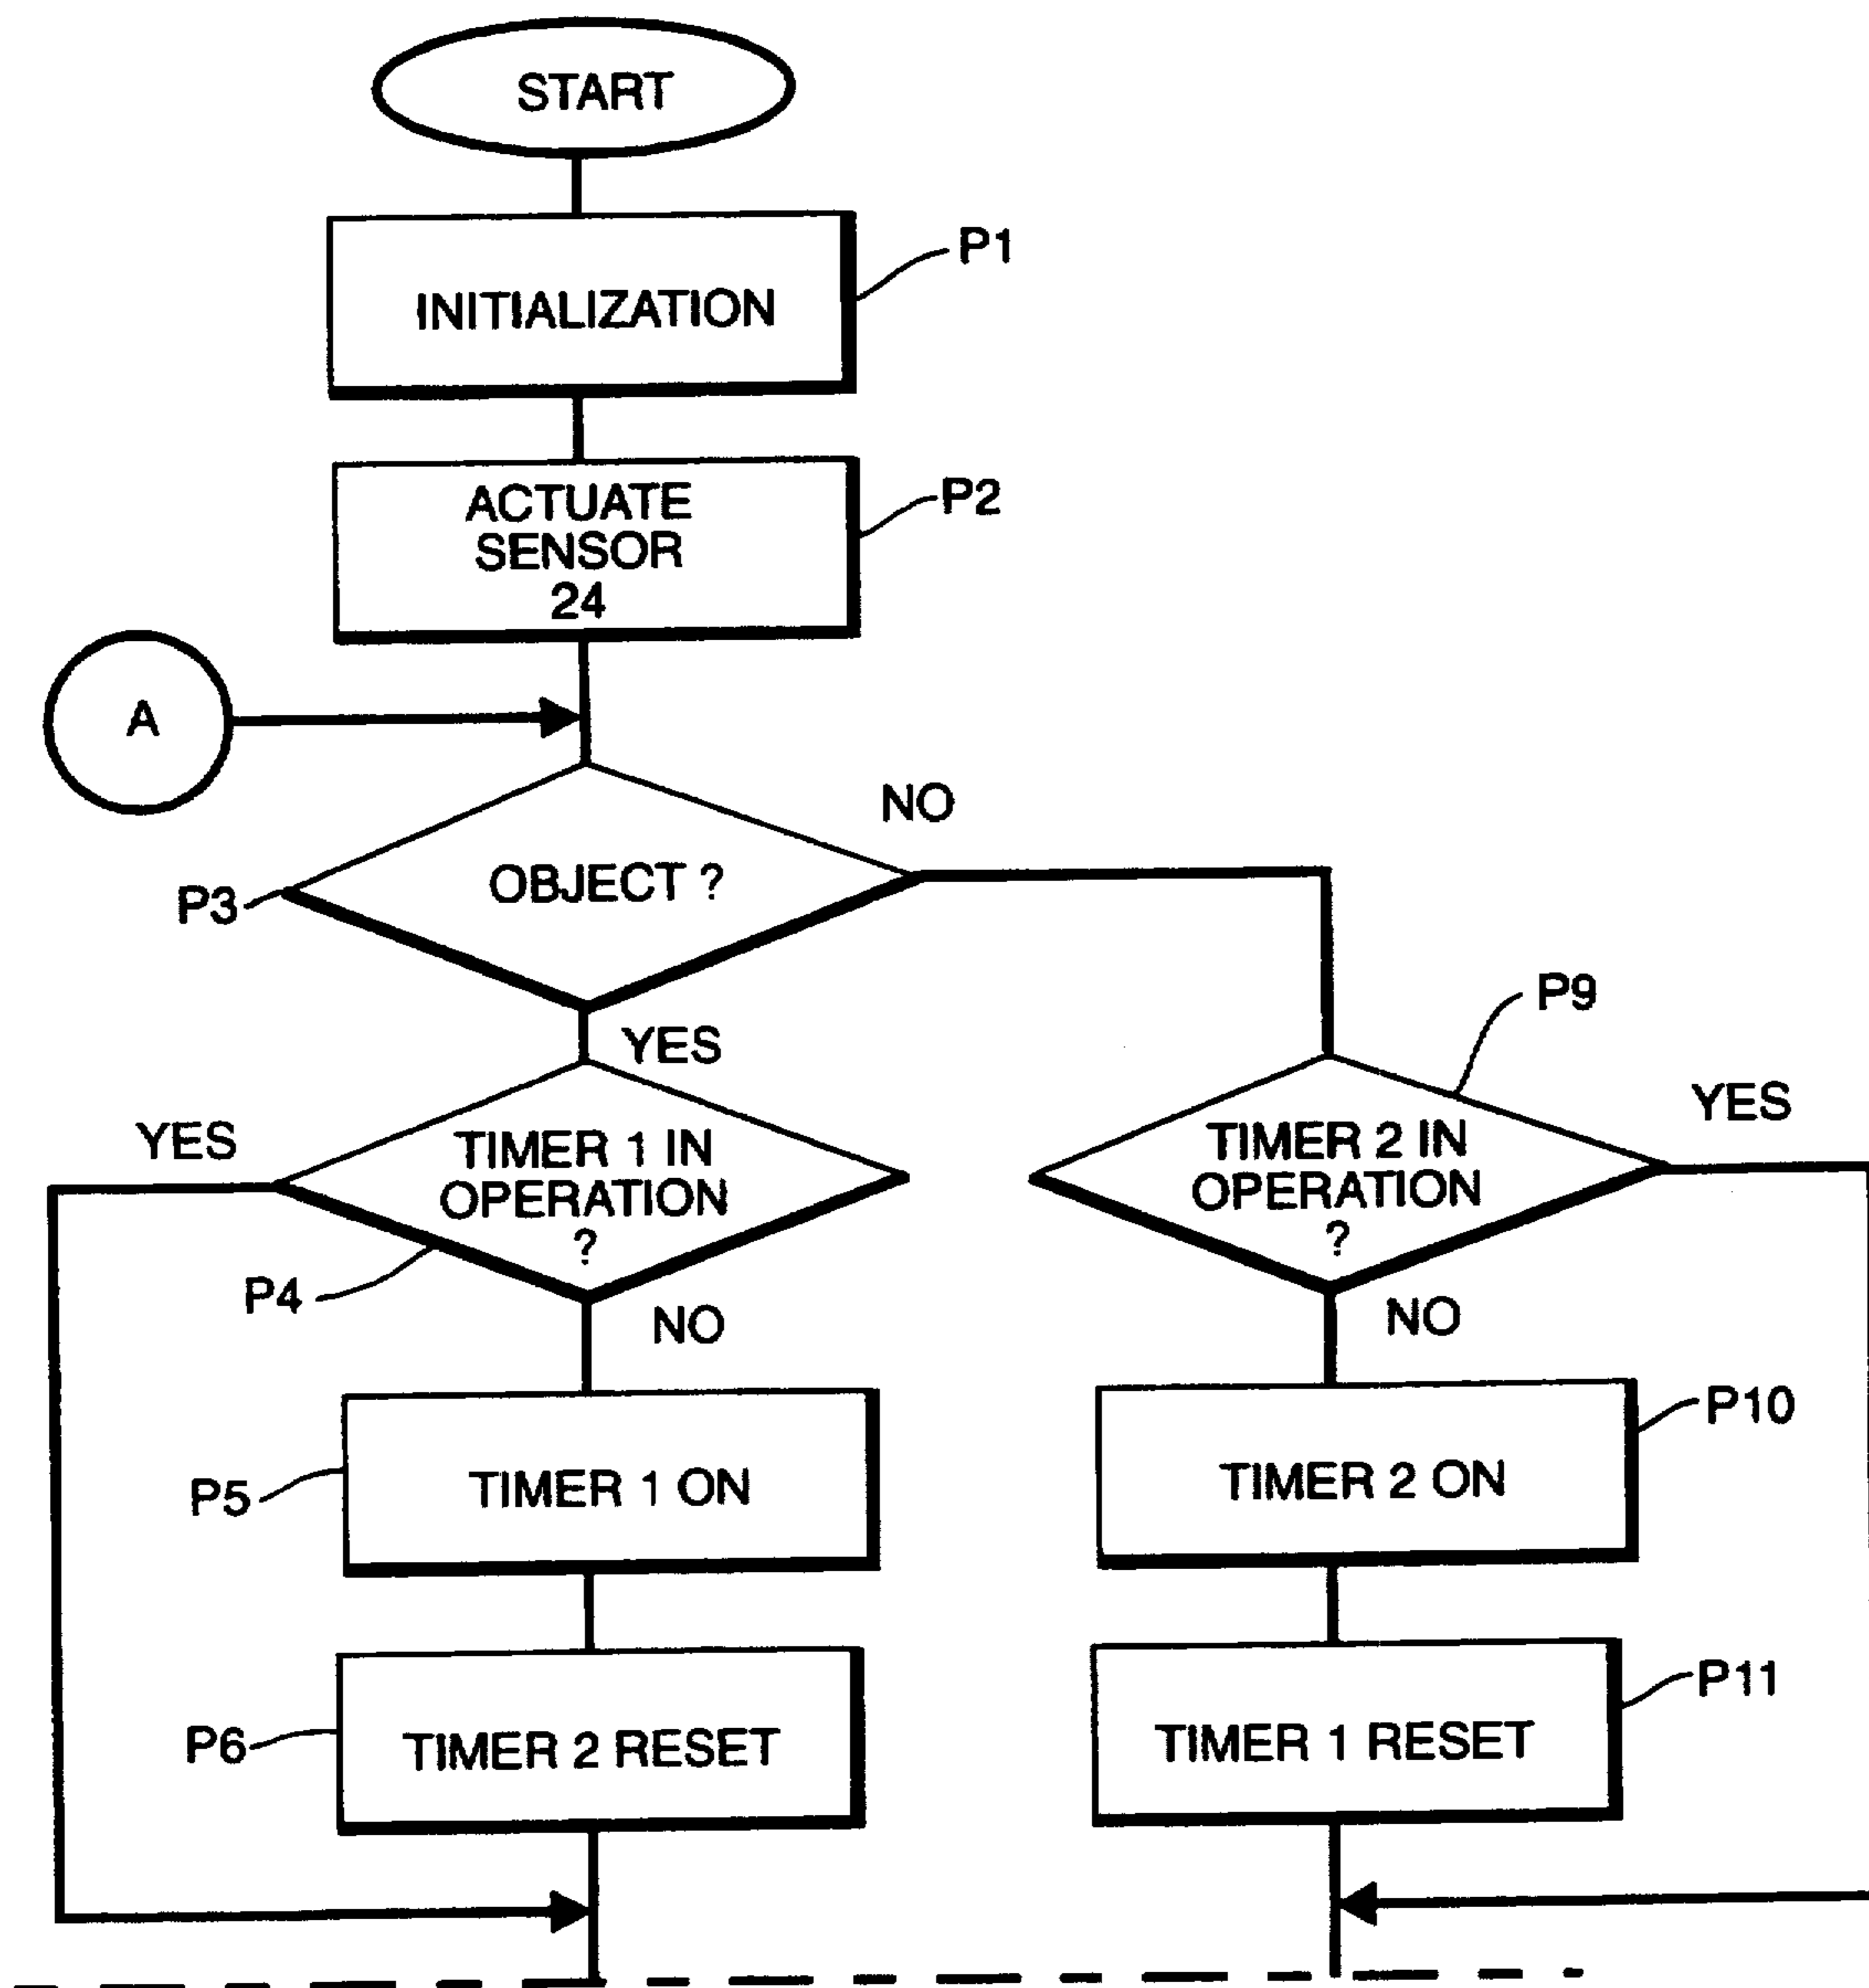 START
INITIALIZATION
P1
ACTUATE
SENSOR
24
P2
A
NO
OBJECT ?
P3
YES
P9
YES
TIMER 1 IN
OPERATION
?
P4
NO
TIMER 2 IN
OPERATION
?
YES
NO
TIMER 1 ON
P5
TIMER 2 ON
P10
TIMER 2 RESET
P6
TIMER 1 RESET
P11